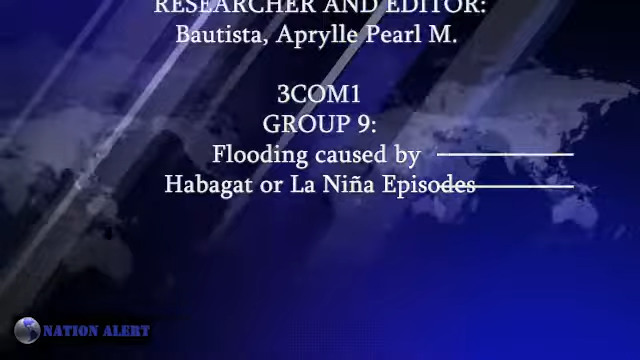 RESEARCHER AND EDITOR:
Bautista, Aprylle Pearl M.
3COM1
GROUP 9:
Flooding caused by
Habagat or La Niña Episodes
NATION ALERT